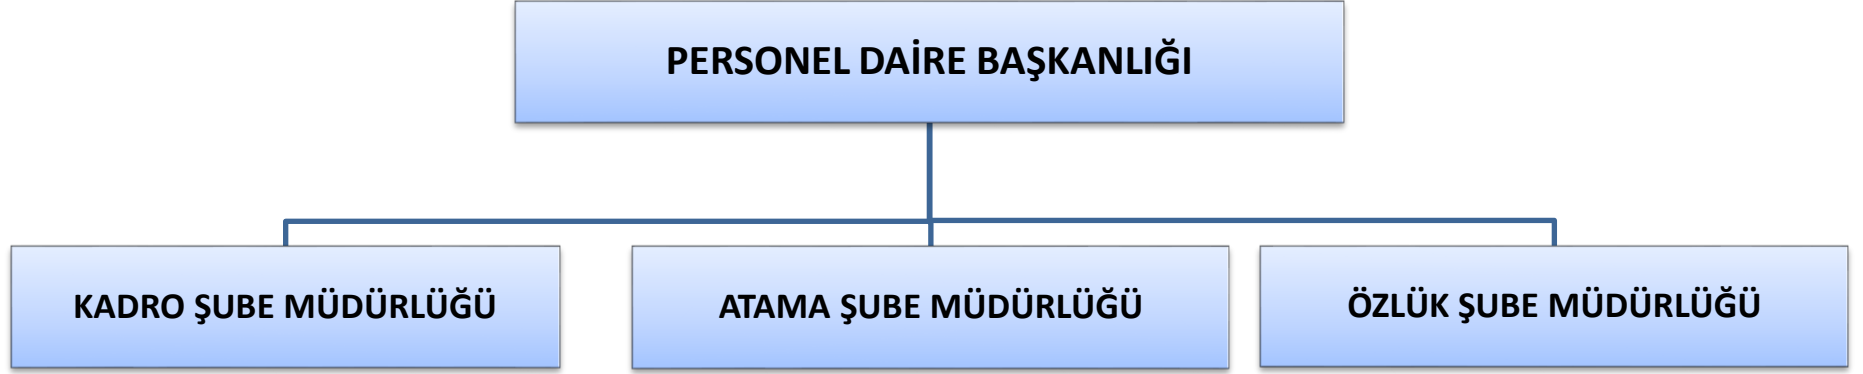 PERSONEL DAİRE BAŞKANLIĞI
KADRO ŞUBE MÜDÜRLÜĞÜ
ATAMA ŞUBE MÜDÜRLÜĞÜ
ÖZLÜK ŞUBE MÜDÜRLÜĞÜ